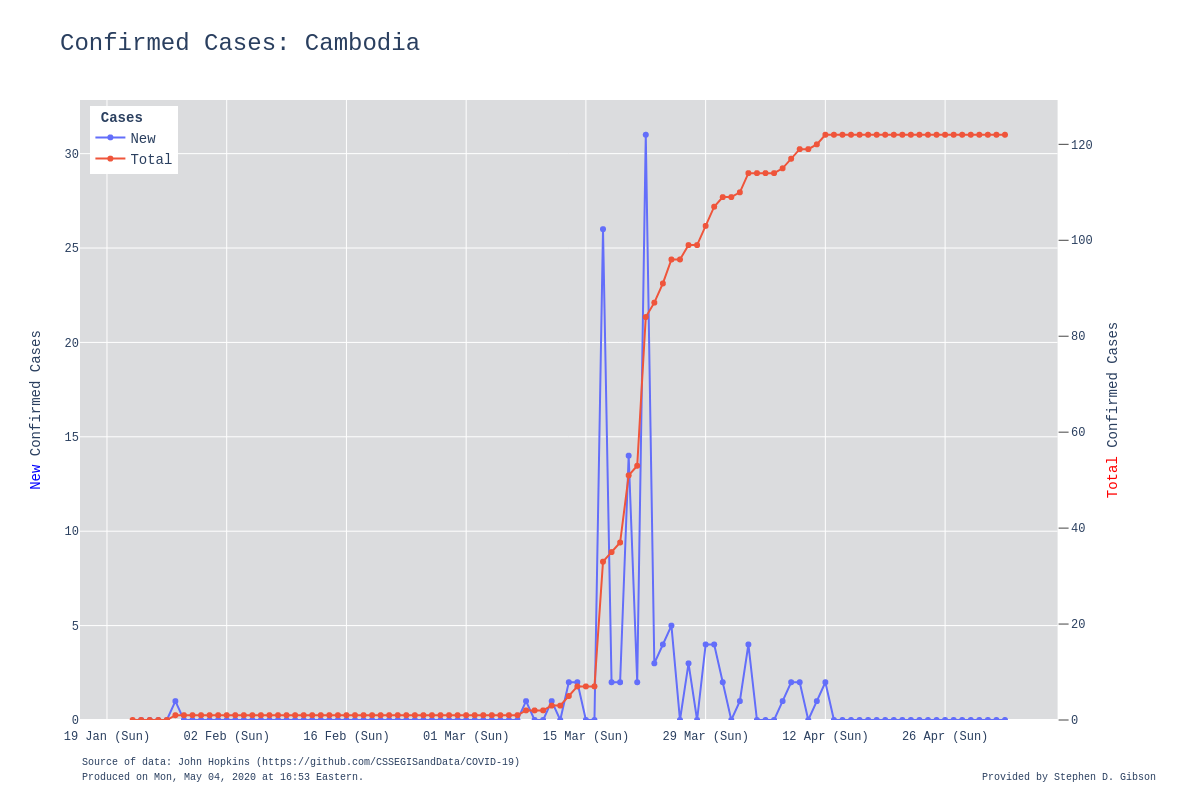 Confirmed Cases: Cambodia
Cases
New
Total
30
25
20
15
10
5
0
120
100
80
60
40
20
0
New Confirmed Cases
Total Confirmed Cases
19 Jan (Sun) 02 Feb (Sun) 16 Feb (Sun) 01 Mar (Sun) 15 Mar (Sun) 29 Mar (Sun) 12 Apr (Sun) 26 Apr (Sun)
Source of data: John Hopkins (https://github.com/CSSEGISandData/COVID-19)
Produced on Mon, May 04, 2020 at 16:53 Eastern.
Provided by Stephen D. Gibson